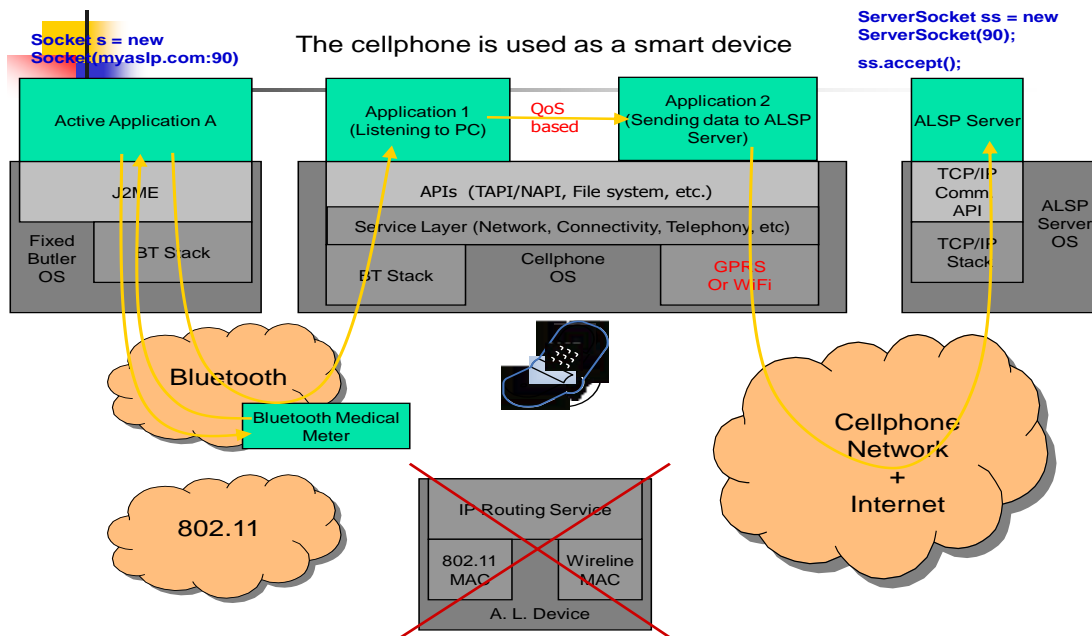 Socket s = new
Socket(myaslp.com:90)
The cellphone is used as a smart device
ServerSocket ss = new
ServerSocket(90);
ss.accept();
Active Application A
Application 1
(Listening to PC)
QoS
based
Application 2
(Sending data to ALSP
Server)
ALSP Server
J2ME
Fixed
Butler
OS
BT Stack
APIs (TAPI/NAPI, File system, etc.)
Service Layer (Network, Connectivity, Telephony, etc)
BT Stack
Cellphone
OS
GPRS
Or WiFi
TCP/IP
Comm.
API
TCP/IP
Stack
ALSP
Server
OS
Bluetooth
Bluetooth Medical
Meter
Cellphone
Network
+
Internet
802.11
IP Routing Service
802.11
MAC
Wireline
MAC
A. L. Device